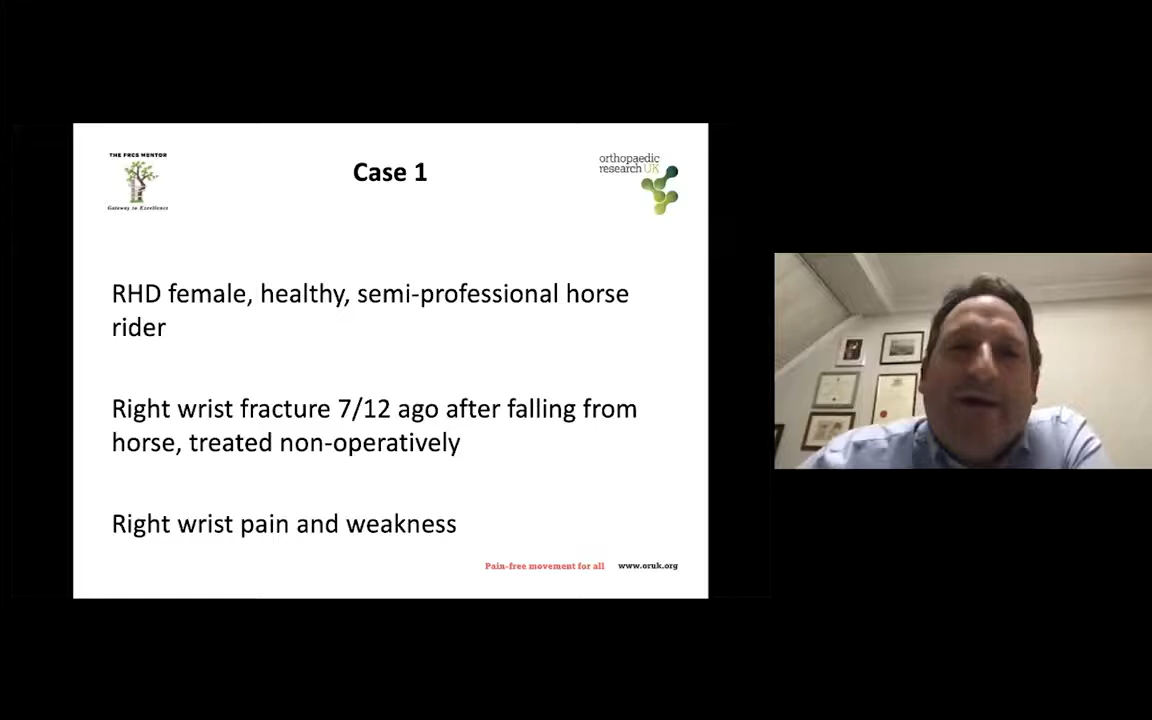 THE FRCS MENTOR
Gateway to Excellence
Case 1
orthopaedic
research UK
RHD female, healthy, semi-professional horse
rider
Right wrist fracture 7/12 ago after falling from
horse, treated non-operatively
Right wrist pain and weakness
Pain-free movement for all www.oruk.org